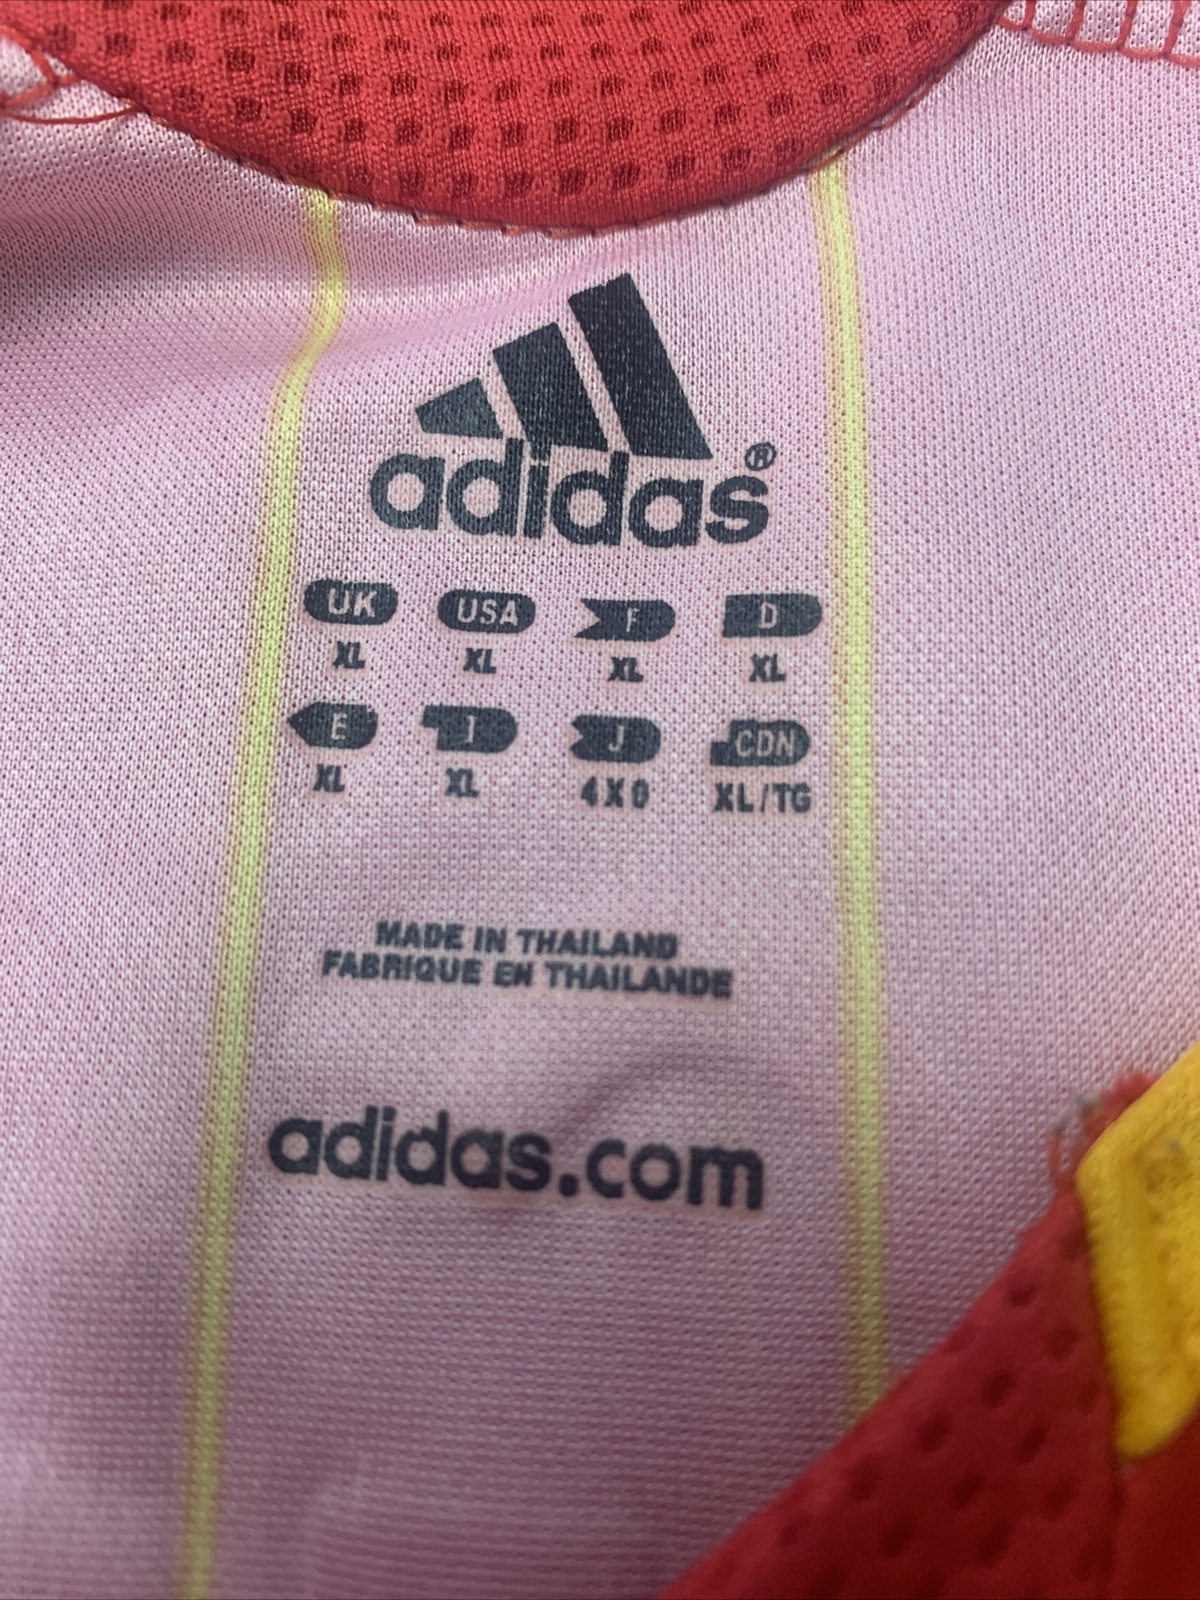 adidas®
UK USA F D
XL XL XL XL
E I J CDN
XL XL 4X0 XL/TG
MADE IN THAILAND
FABRIQUE EN THAILANDE
adidas.com